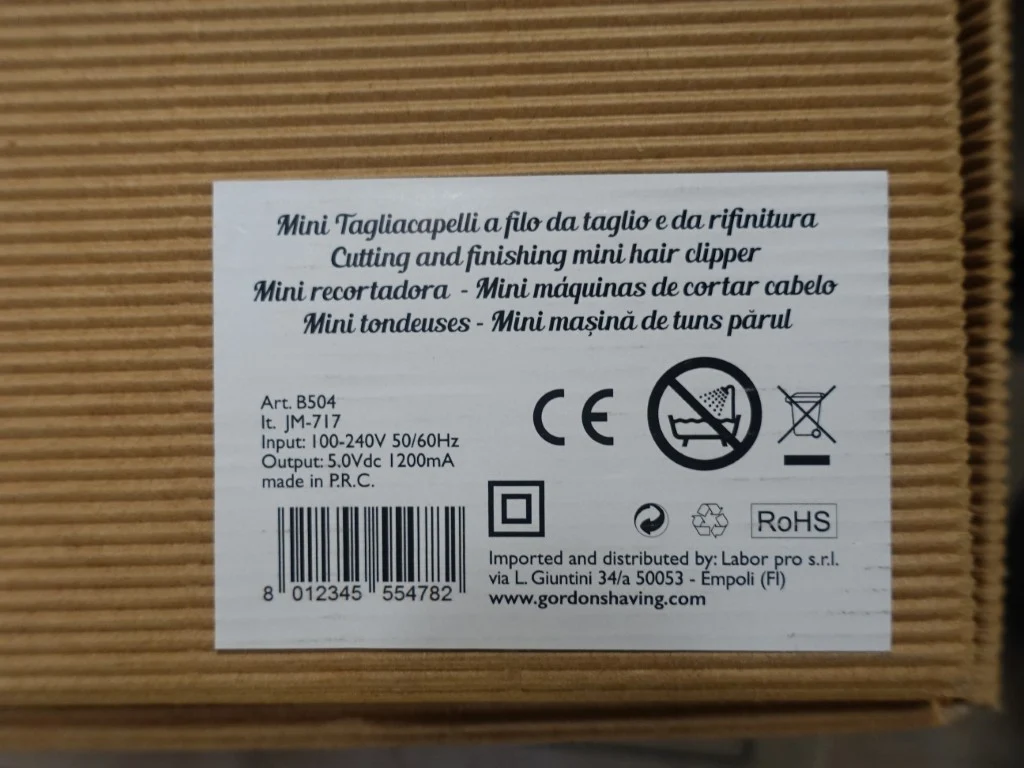 Mini Tagliacapelli a filo da taglio e da rifinitura
Cutting and finishing mini hair clipper
Mini recortadora - Mini máquinas de cortar cabelo
Mini tondeuses - Mini mașină de tuns părul
Art. B504
It. JM-717
Input: 100-240V 50/60Hz
Output: 5.0Vdc 1200mA
made in P.R.C.
CE
RoHS
8 012345 554782
Imported and distributed by: Labor pro s.r.l.
via L. Giuntini 34/a 50053 - Empoli (FI)
www.gordonshaving.com